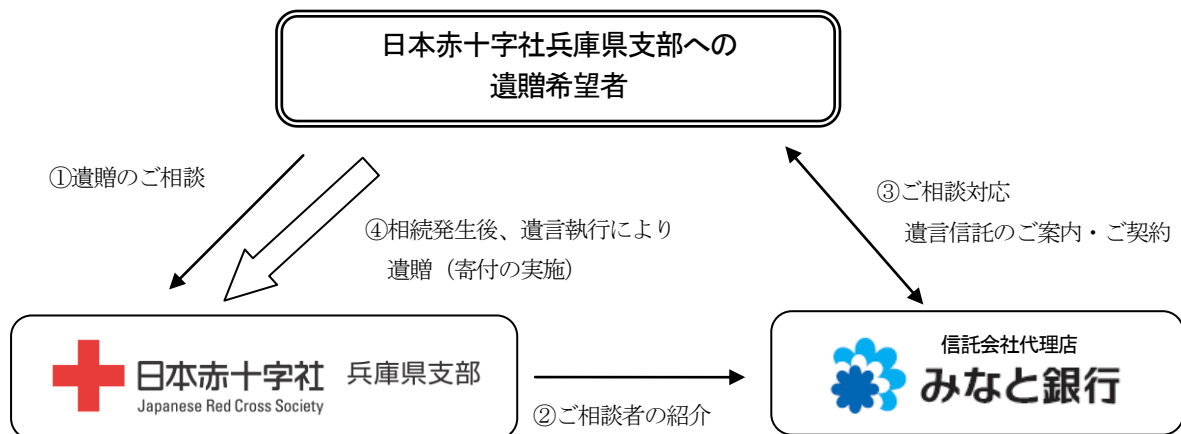 日本赤十字社兵庫県支部への
遺贈希望者
①遺贈のご相談
③ご相談対応
遺言信託のご案内・ご契約
④相続発生後、遺言執行により
遺贈（寄付の実施）
日本赤十字社 兵庫県支部
Japanese Red Cross Society
信託会社代理店
みなと銀行
②ご相談者の紹介